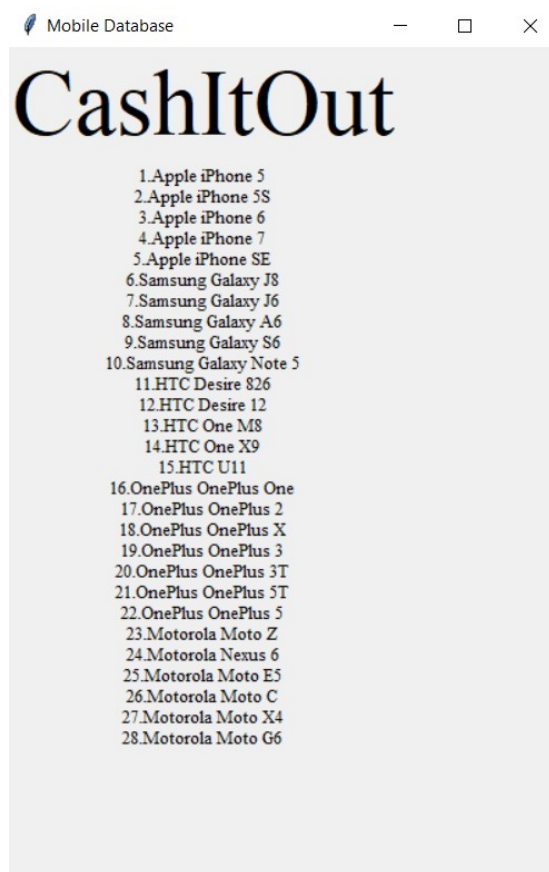 Mobile Database
CashItOut
1.Apple iPhone 5
2.Apple iPhone 5S
3.Apple iPhone 6
4.Apple iPhone 7
5.Apple iPhone SE
6.Samsung Galaxy J8
7.Samsung Galaxy J6
8.Samsung Galaxy A6
9.Samsung Galaxy S6
10.Samsung Galaxy Note 5
11.HTC Desire 826
12.HTC Desire 12
13.HTC One M8
14.HTC One X9
15.HTC U11
16.OnePlus OnePlus One
17.OnePlus OnePlus 2
18.OnePlus OnePlus X
19.OnePlus OnePlus 3
20.OnePlus OnePlus 3T
21.OnePlus OnePlus 5T
22.OnePlus OnePlus 5
23.Motorola Moto Z
24.Motorola Nexus 6
25.Motorola Moto E5
26.Motorola Moto C
27.Motorola Moto X4
28.Motorola Moto G6